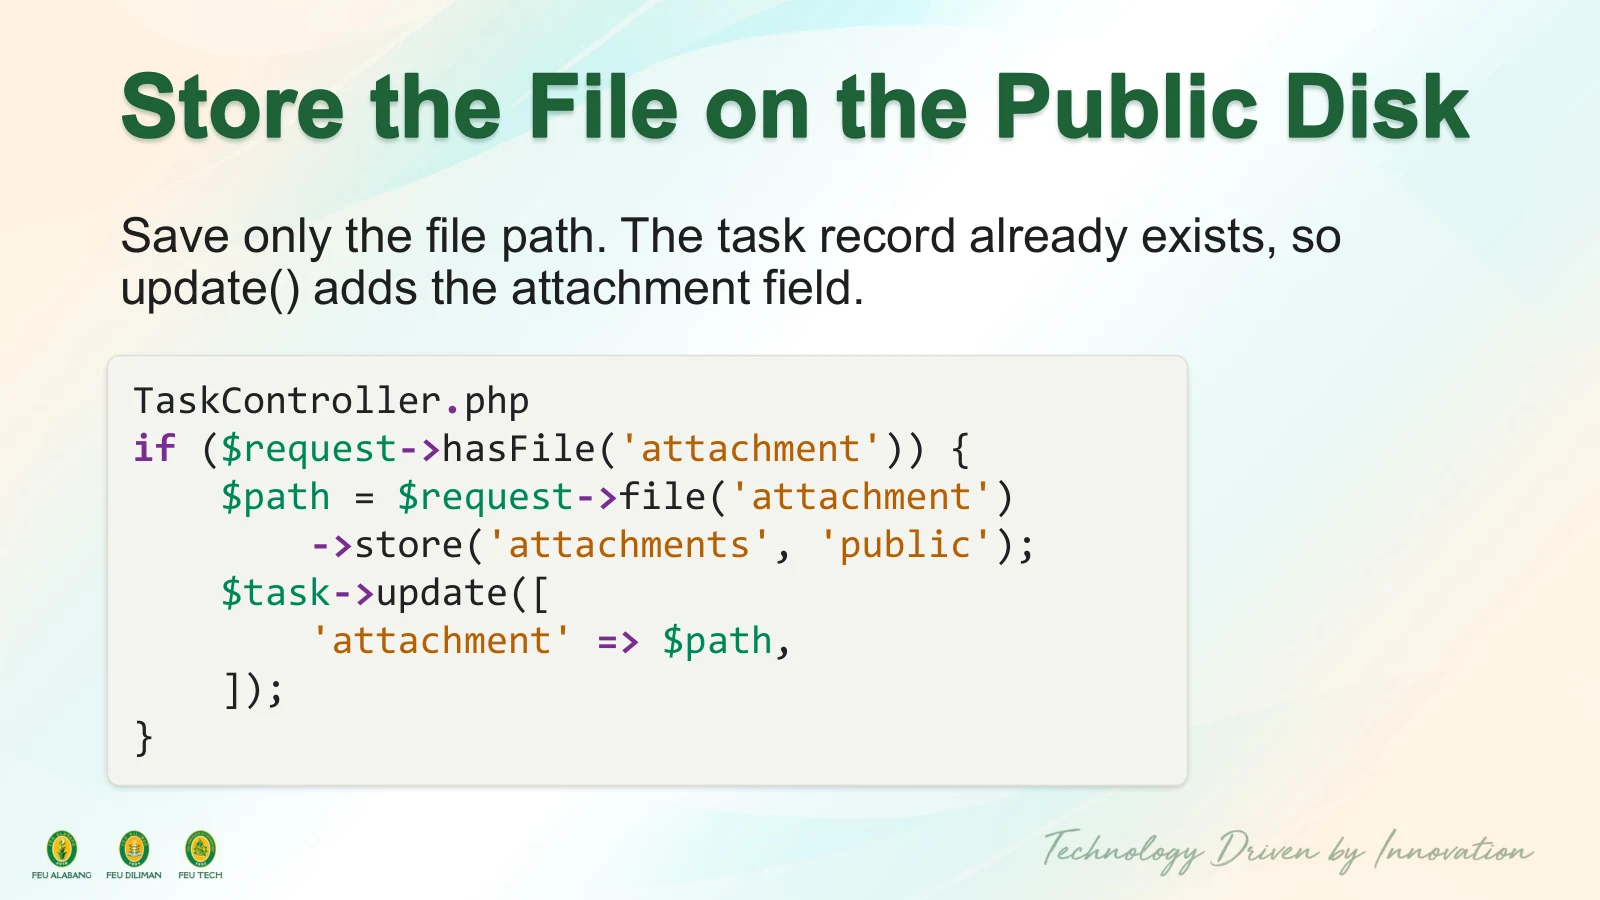 Store the File on the Public Disk
Save only the file path. The task record already exists, so
update() adds the attachment field.
TaskController.php
if ($request->hasFile('attachment')) {
    $path = $request->file('attachment')
        ->store('attachments', 'public');
    $task->update([
        'attachment' => $path,
    ]);
}
FEU ALABANG
FEU DILIMAN
FEU TECH
Technology Driven by Innovation